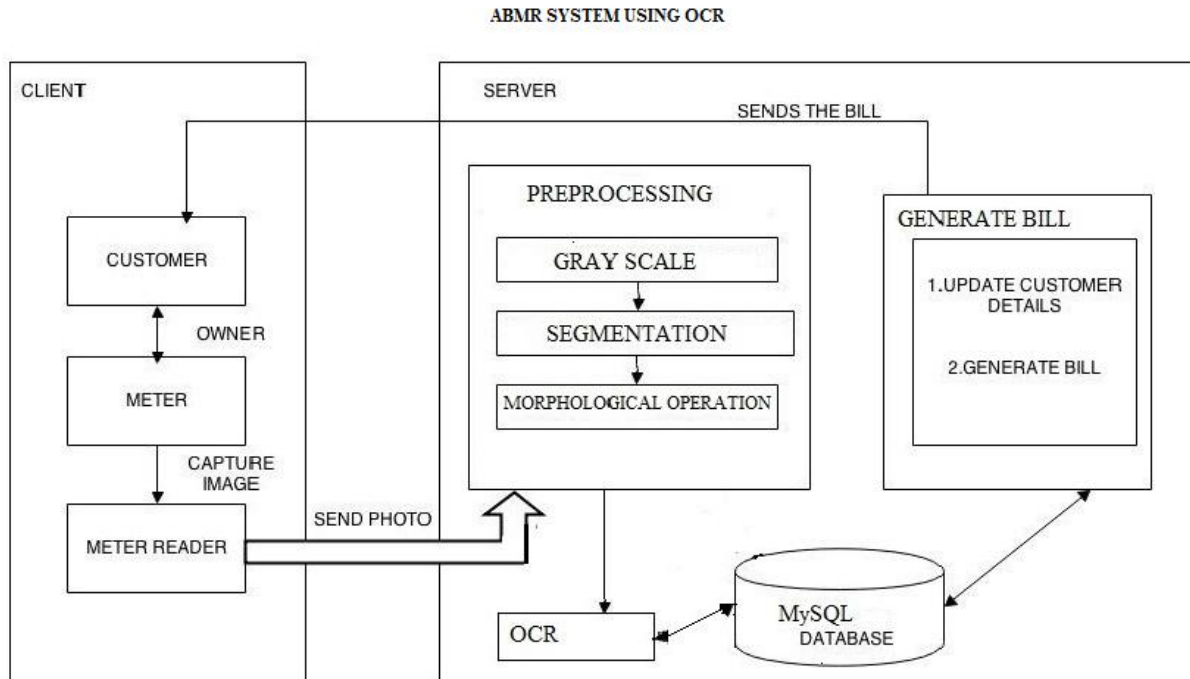 ABMR SYSTEM USING OCR
CLIENT
SERVER
SENDS THE BILL
CUSTOMER
OWNER
METER
CAPTURE
IMAGE
METER READER
SEND PHOTO
PREPROCESSING
GRAY SCALE
SEGMENTATION
MORPHOLOGICAL OPERATION
OCR
MySQL
DATABASE
GENERATE BILL
1.UPDATE CUSTOMER
DETAILS
2.GENERATE BILL